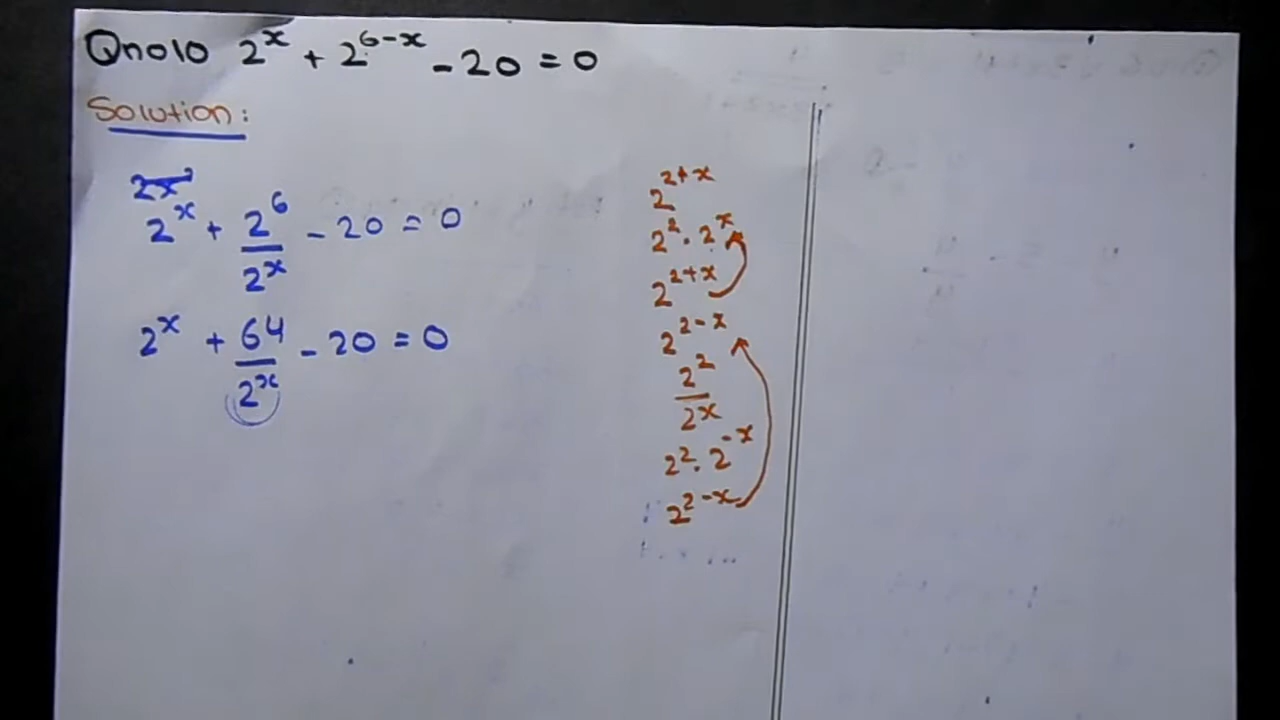 Qno10 2^x + 2^(6-x) - 20 = 0
Solution:
2x
2^x + 2^6/2^x - 20 = 0
2^x + 64/2^x - 20 = 0
2^(2+x)
2^2 · 2^x
2^(2+x)
2^(2-x)
2^2/2^x
2^2 · 2^(-x)
2^(2-x)